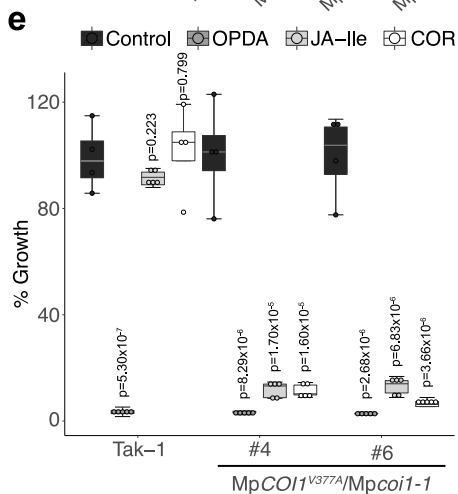 e
Control OPDA JA-Ile COR
% Growth
120
80
40
0
p=5.30x10⁻⁷
p=0.223
p=0.799
p=8.29x10⁻⁶
p=1.70x10⁻⁵
p=1.60x10⁻⁵
p=2.68x10⁻⁶
p=6.83x10⁻⁶
p=3.66x10⁻⁶
Tak-1 #4 #6
MpCOI1ⱽ³⁷⁷ᴬ/Mpcoi1-1